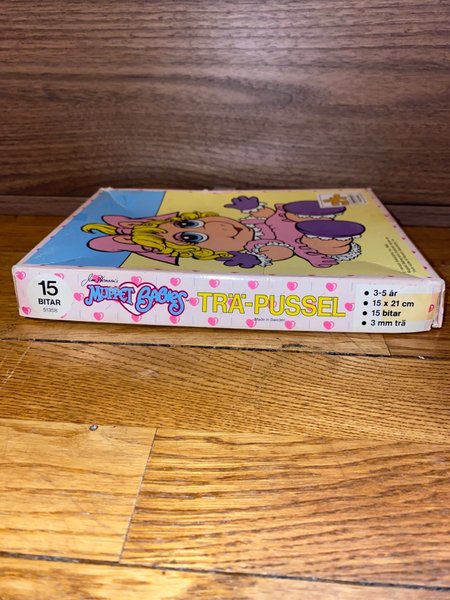 15
BITAR
51358
Jim Henson's
MUPPET BABIES
TRÄ-PUSSEL
Made in Sweden
• 3-5 år
• 15 x 21 cm
• 15 bitar
• 3 mm trä